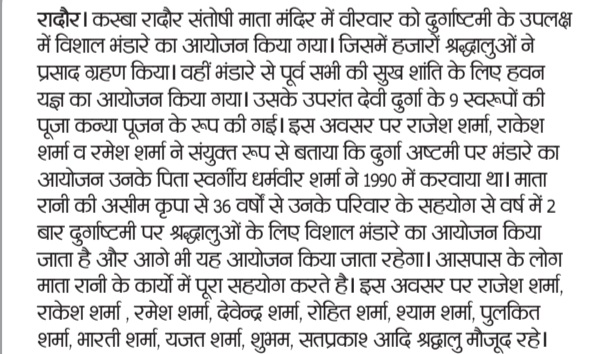 रादौर। कस्बा रादौर संतोषी माता मंदिर में वीरवार को दुर्गाष्टमी के उपलक्ष
में विशाल भंडारे का आयोजन किया गया। जिसमें हजारों श्रद्धालुओं ने
प्रसाद ग्रहण किया। वहीं भंडारे से पूर्व सभी की सुख शांति के लिए हवन
यज्ञ का आयोजन किया गया। उसके उपरांत देवी दुर्गा के 9 स्वरूपों की
पूजा कन्या पूजन के रूप की गई। इस अवसर पर राजेश शर्मा, राकेश
शर्मा व रमेश शर्मा ने संयुक्त रूप से बताया कि दुर्गा अष्टमी पर भंडारे का
आयोजन उनके पिता स्वर्गीय धर्मवीर शर्मा ने 1990 में करवाया था। माता
रानी की असीम कृपा से 36 वर्षों से उनके परिवार के सहयोग से वर्ष में 2
बार दुर्गाष्टमी पर श्रद्धालुओं के लिए विशाल भंडारे का आयोजन किया
जाता है और आगे भी यह आयोजन किया जाता रहेगा। आसपास के लोग
माता रानी के कार्यो में पूरा सहयोग करते है। इस अवसर पर राजेश शर्मा,
राकेश शर्मा , रमेश शर्मा, देवेन्द्र शर्मा, रोहित शर्मा, श्याम शर्मा, पुलकित
शर्मा, भारती शर्मा, यजत शर्मा, शुभम, सतप्रकाश आदि श्रद्वालु मौजूद रहे।